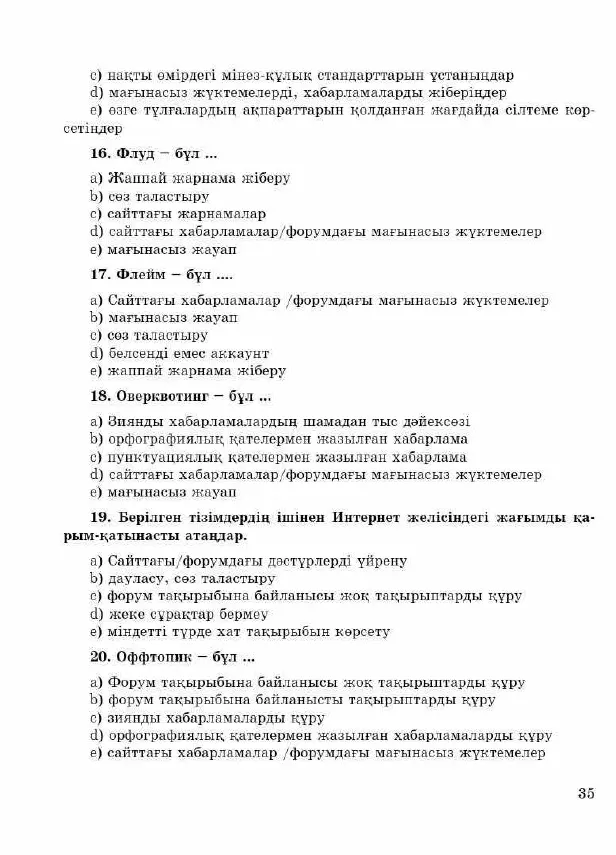 с) нақты өмірдегі мінез-құлық стандарттарын ұстаныңдар
d) мағынасыз жүктемелерді, хабарламаларды жіберіңдер
е) өзге тұлғалардың ақпараттарын қолданған жағдайда сілтеме көр-
сетіңдер
16. Флуд – бұл ...
а) Жаппай жарнама жіберу
b) сөз таластыру
с) сайттағы жарнамалар
d) сайттағы хабарламалар/форумдағы мағынасыз жүктемелер
е) мағынасыз жауап
17. Флейм – бұл ....
а) Сайттағы хабарламалар /форумдағы мағынасыз жүктемелер
b) мағынасыз жауап
с) сөз таластыру
d) белсенді емес аккаунт
е) жаппай жарнама жіберу
18. Оверквотинг – бұл ...
а) Зиянды хабарламалардың шамадан тыс дәйексөзі
b) орфографиялық қателермен жазылған хабарлама
с) пунктуациялық қателермен жазылған хабарлама
d) сайттағы хабарламалар/форумдағы мағынасыз жүктемелер
е) мағынасыз жауап
19. Берілген тізімдердің ішінен Интернет желісіндегі жағымды қа-
рым-қатынасты атаңдар.
а) Сайттағы/форумдағы дәстүрлерді үйрену
b) дауласу, сөз таластыру
с) форум тақырыбына байланысы жоқ тақырыптарды құру
d) жеке сұрақтар бермеу
е) міндетті түрде хат тақырыбын көрсету
20. Оффтопик – бұл ...
а) Форум тақырыбына байланысы жоқ тақырыптарды құру
b) форум тақырыбына байланысты тақырыптарды құру
с) зиянды хабарламаларды құру
d) орфографиялық қателермен жазылған хабарламаларды құру
е) сайттағы хабарламалар /форумдағы мағынасыз жүктемелер
35